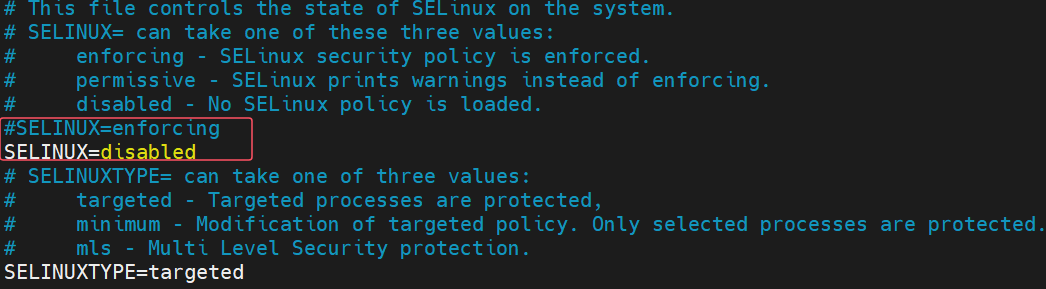 # This file controls the state of SELinux on the system.
# SELINUX= can take one of these three values:
#     enforcing - SELinux security policy is enforced.
#     permissive - SELinux prints warnings instead of enforcing.
#     disabled - No SELinux policy is loaded.
#SELINUX=enforcing
SELINUX=disabled
# SELINUXTYPE= can take one of three values:
#     targeted - Targeted processes are protected,
#     minimum - Modification of targeted policy. Only selected processes are protected.
#     mls - Multi Level Security protection.
SELINUXTYPE=targeted